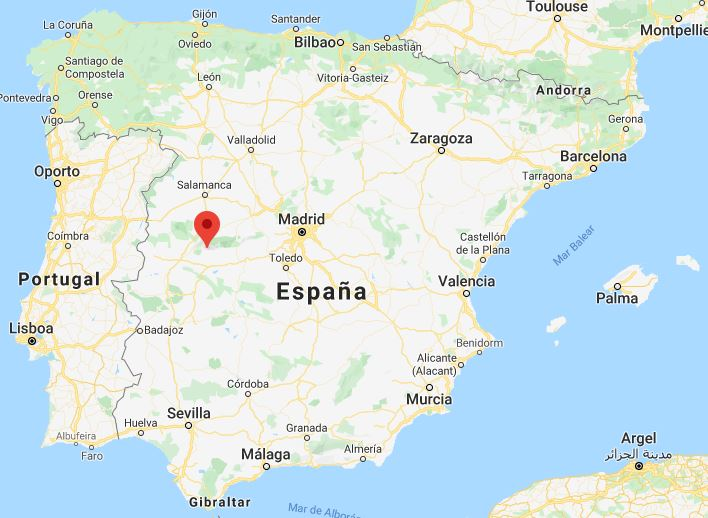 Toulouse
Gijón
Santander
La Coruña
Montpellie
Oviedo
Bilbao
San Sebastián
Santiago de
Compostela
León
Vitoria-Gasteiz
Andorra
Pontevedra
Orense
Vigo
Gerona
Valladolid
Zaragoza
Barcelona
Oporto
Tarragona
Salamanca
Madrid
Coímbra
Castellón
de la Plana
Mar Balear
Toledo
Portugal
España
Valencia
Palma
Lisboa
Badajoz
Benidorm
Alicante
(Alacant)
Córdoba
Murcia
Sevilla
Huelva
Granada
Albufeira
Faro
Almería
Málaga
Argel
مدينة الجزائر
Gibraltar
Mar de Alborán